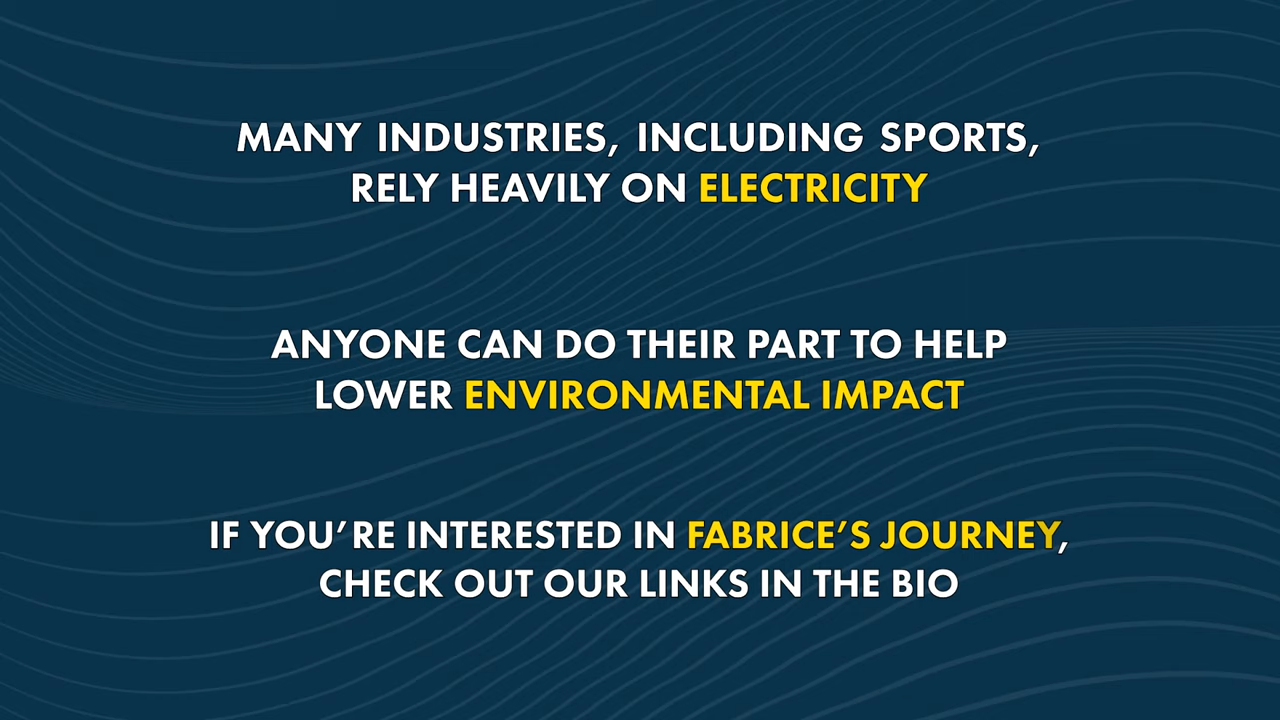 MANY INDUSTRIES, INCLUDING SPORTS,
RELY HEAVILY ON ELECTRICITY
ANYONE CAN DO THEIR PART TO HELP
LOWER ENVIRONMENTAL IMPACT
IF YOU'RE INTERESTED IN FABRICE'S JOURNEY,
CHECK OUT OUR LINKS IN THE BIO